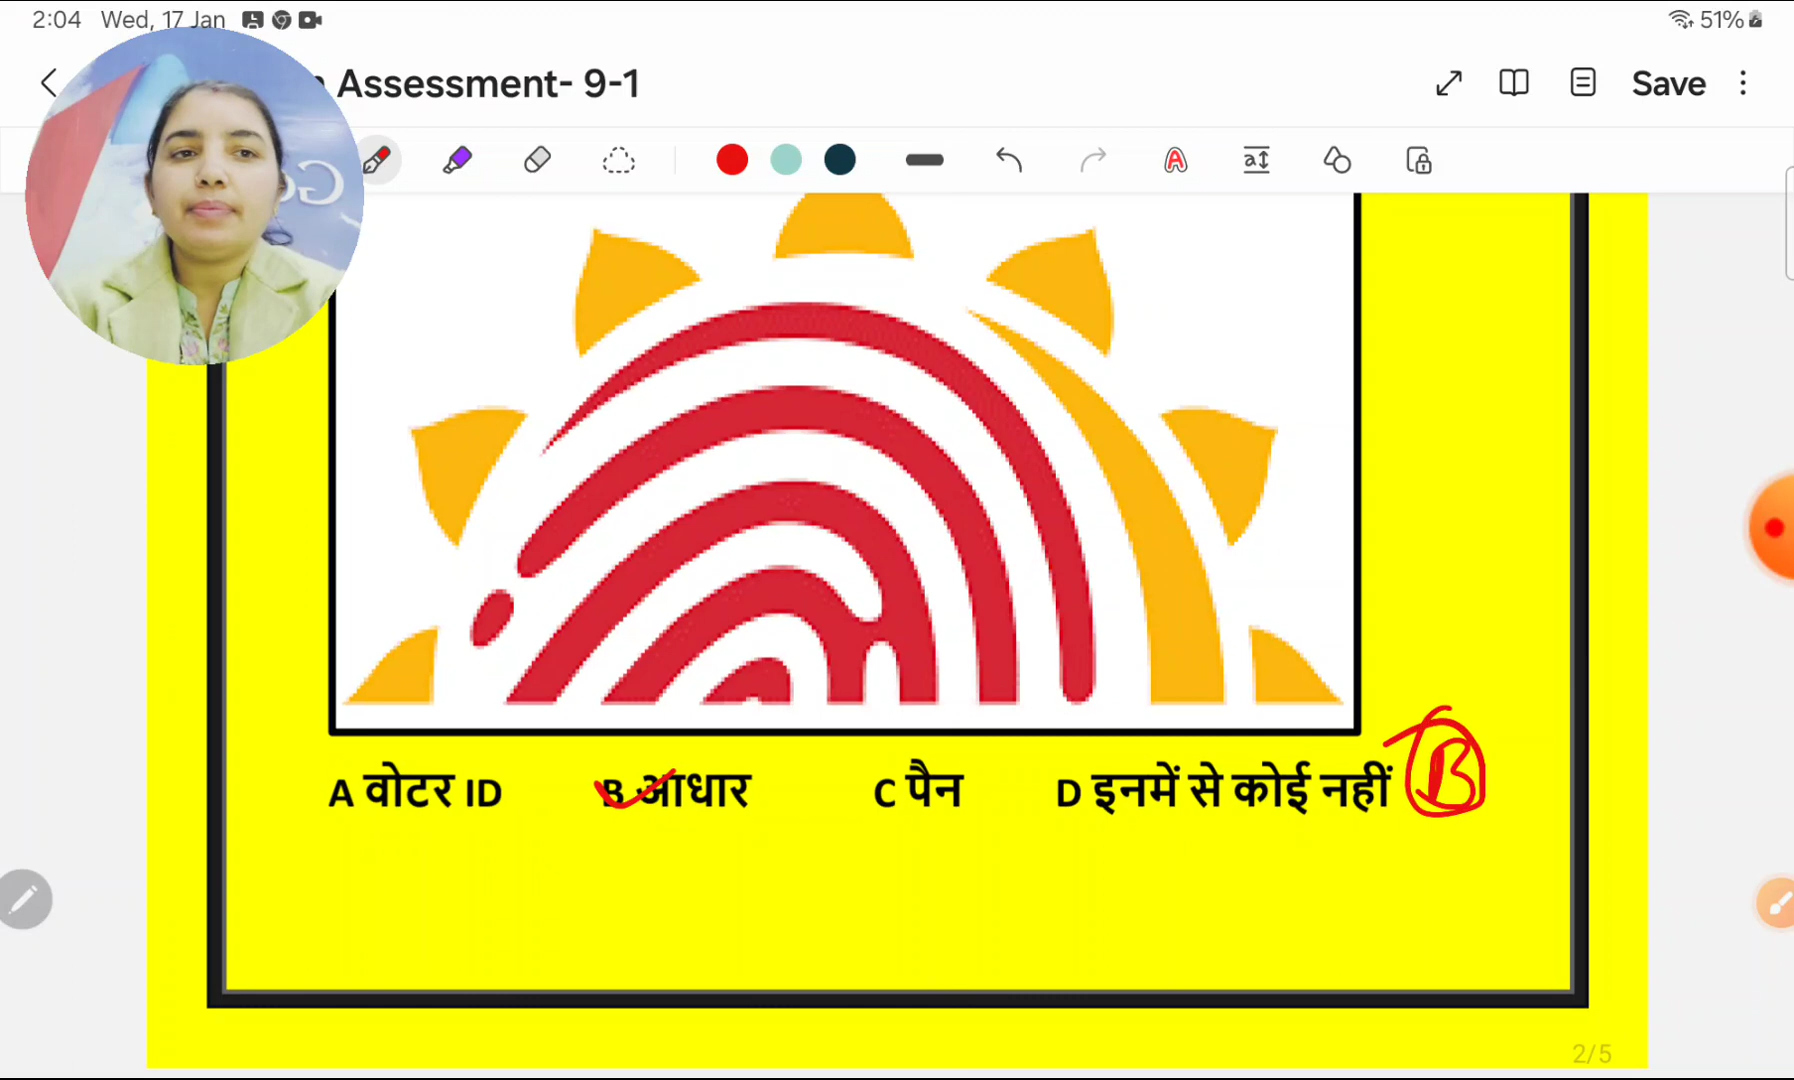 2:04 Wed, 17 Jan
51%
Assessment- 9-1
Save
A वोटर ID B आधार C पैन D इनमें से कोई नहीं B
2/5